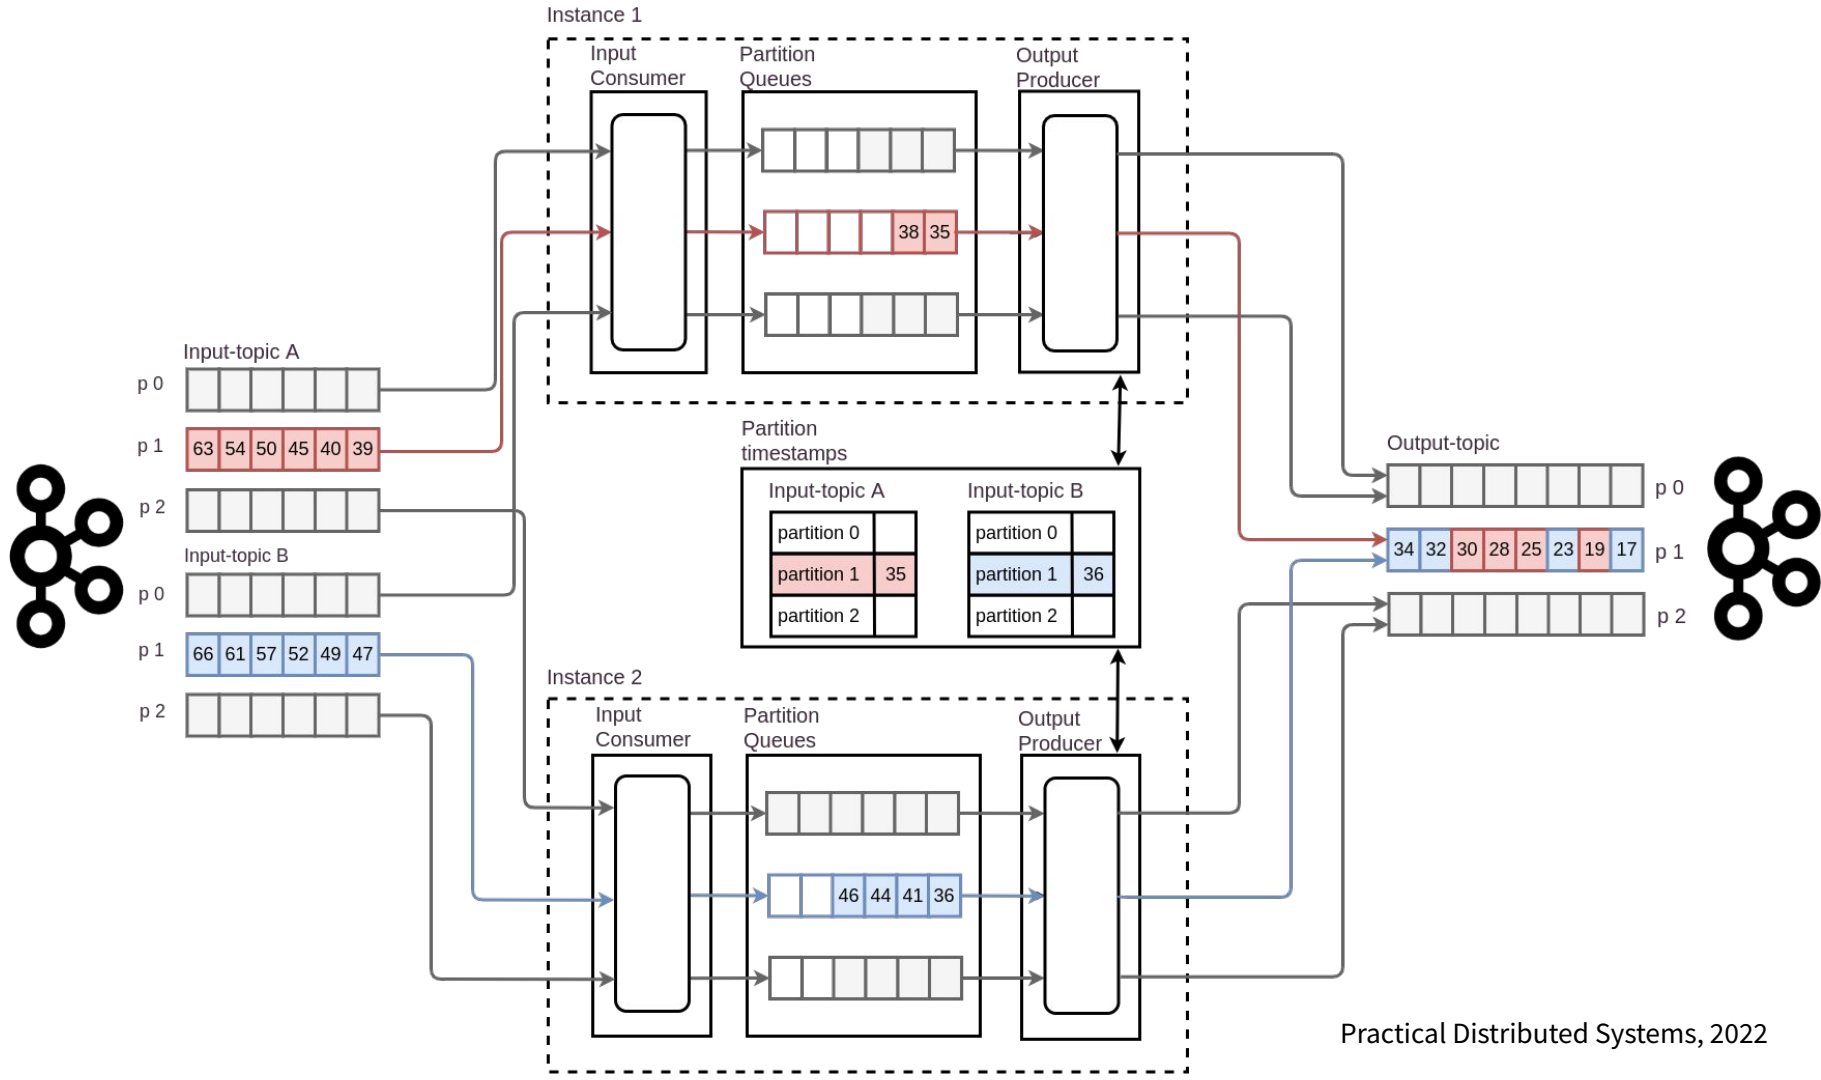 Instance 1
Input
Consumer
Partition
Queues
Output
Producer
38 35
Input-topic A
p 0
p 1
63 54 50 45 40 39
p 2
Input-topic B
p 0
p 1
66 61 57 52 49 47
p 2
Partition
timestamps
Input-topic A
partition 0
partition 1 35
partition 2
Input-topic B
partition 0
partition 1 36
partition 2
Output-topic
p 0
34 32 30 28 25 23 19 17
p 1
p 2
Instance 2
Input
Consumer
Partition
Queues
Output
Producer
46 44 41 36
Practical Distributed Systems, 2022